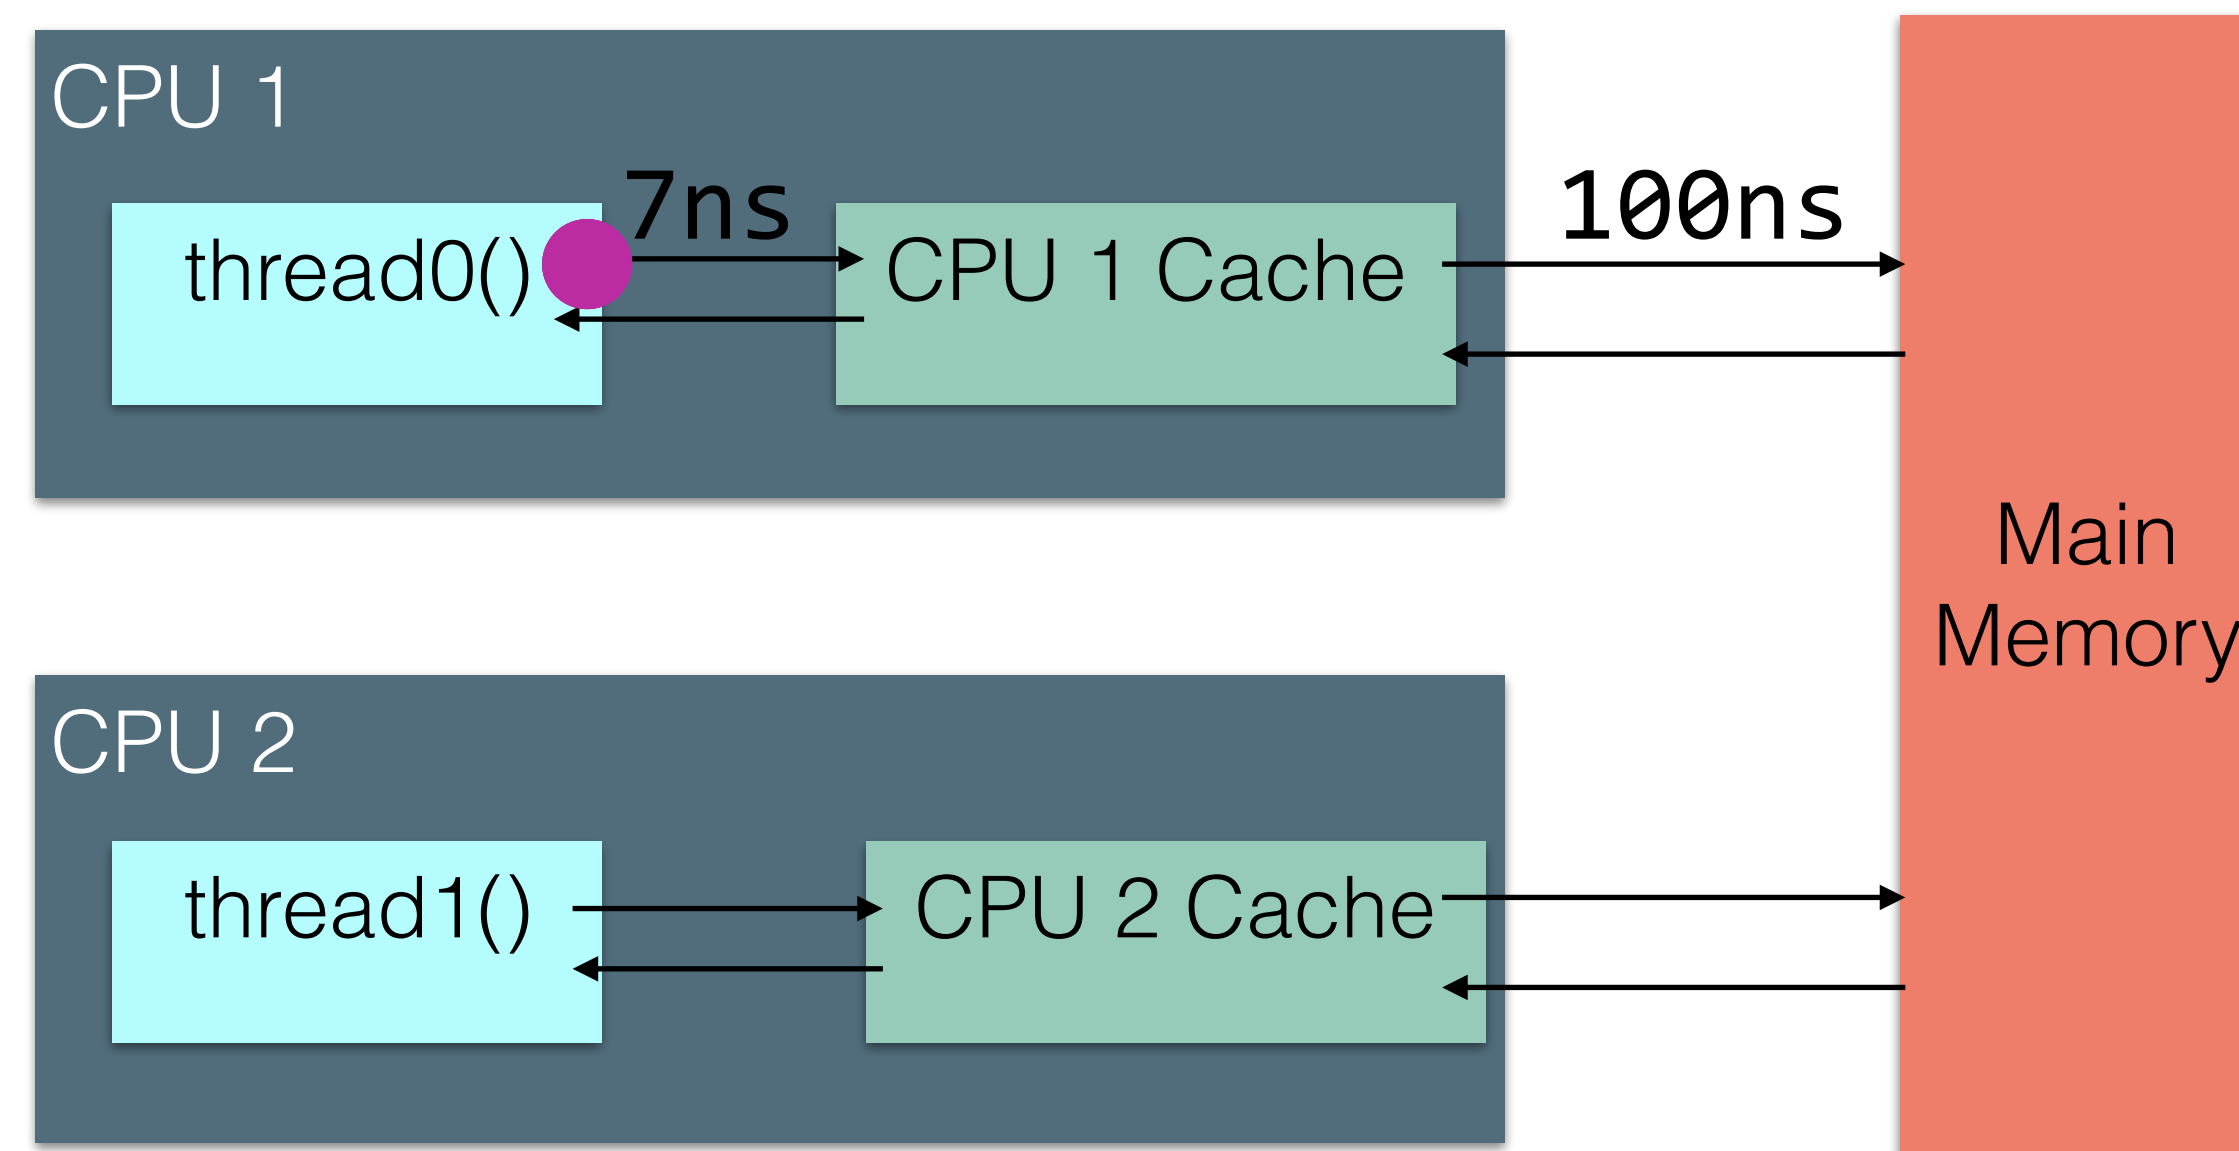 CPU 1
7ns
100ns
thread0()
CPU 1 Cache
Main
Memory
CPU 2
thread1()
CPU 2 Cache